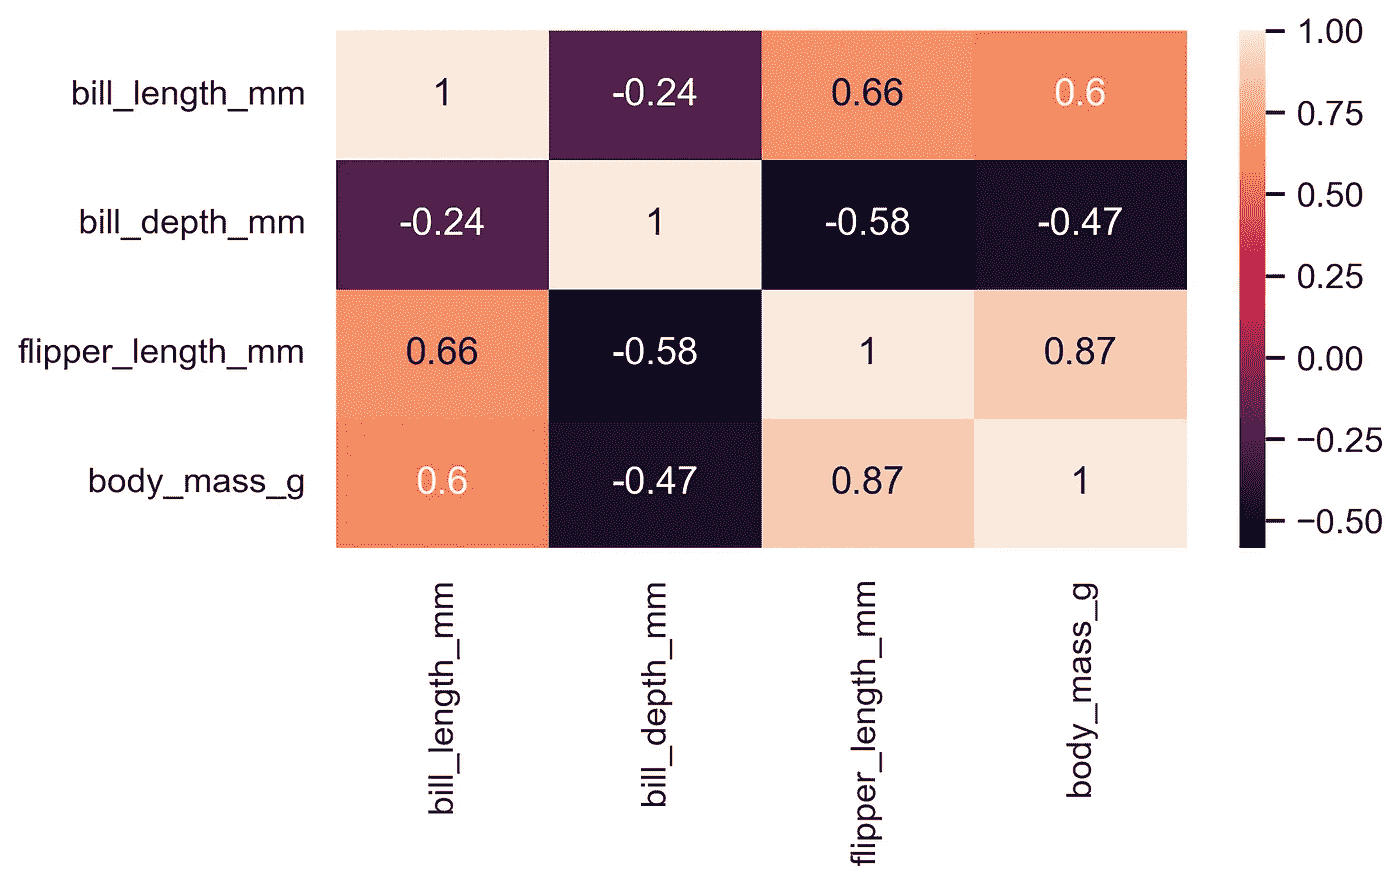 bill_length_mm 1 -0.24 0.66 0.6
bill_depth_mm -0.24 1 -0.58 -0.47
flipper_length_mm 0.66 -0.58 1 0.87
body_mass_g 0.6 -0.47 0.87 1
bill_length_mm
bill_depth_mm
flipper_length_mm
body_mass_g
1.00
0.75
0.50
0.25
0.00
−0.25
−0.50